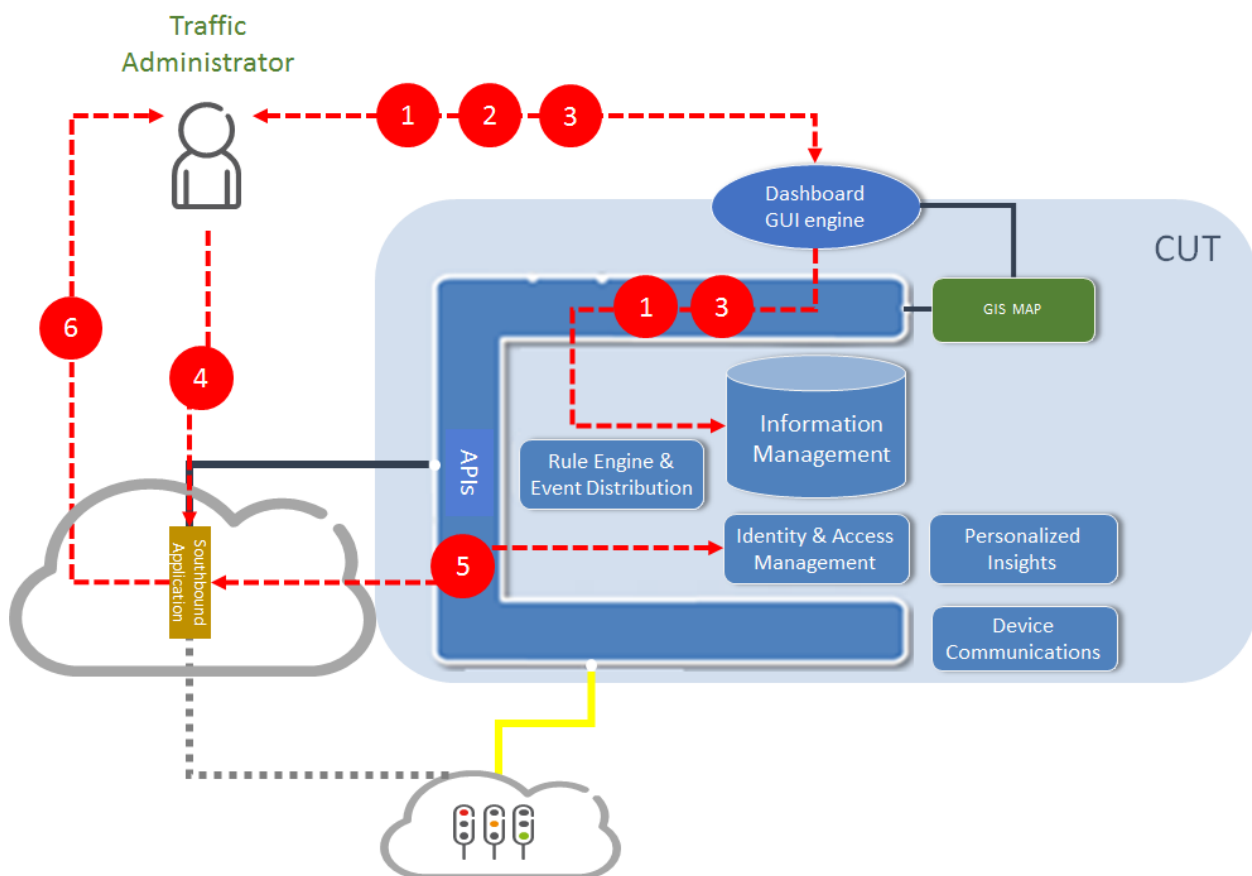 Traffic
Administrator
1
2
3
Dashboard
GUI engine
CUT
1
3
GIS MAP
6
4
Information
Management
APIs
Rule Engine &
Event Distribution
Southbound
Application
5
Identity & Access
Management
Personalized
Insights
Device
Communications